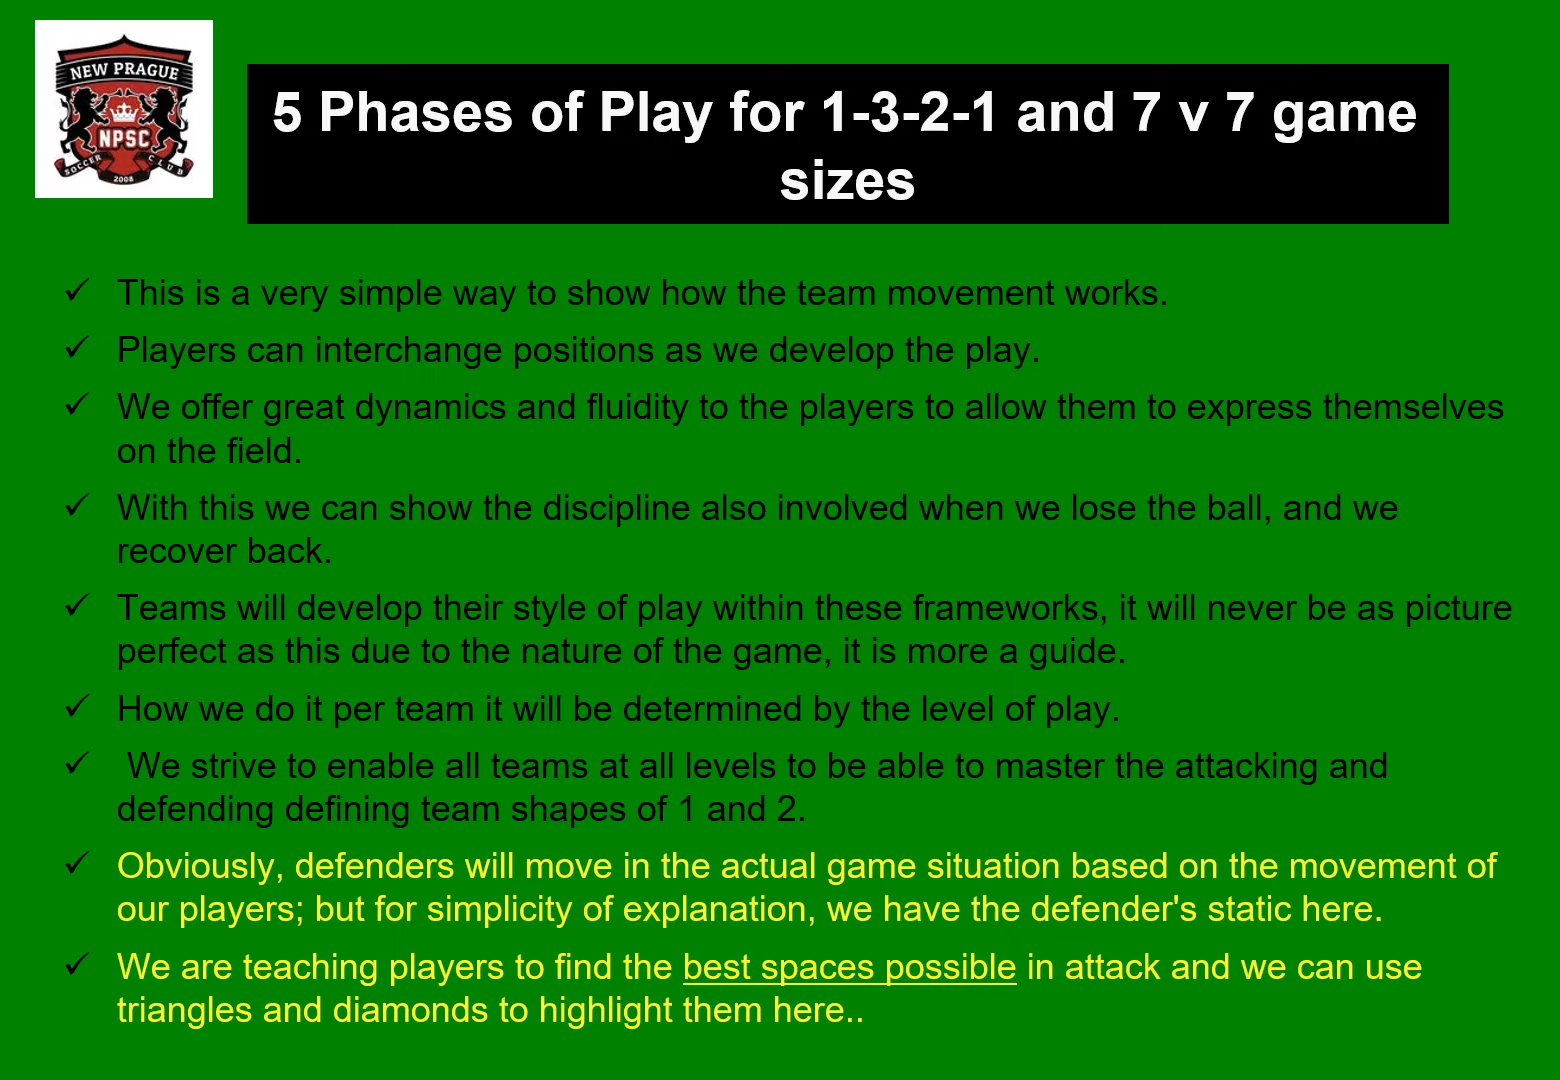 NEW PRAGUE
NPSC
SOCCER CLUB
2008
5 Phases of Play for 1-3-2-1 and 7 v 7 game
sizes
✓ This is a very simple way to show how the team movement works.
✓ Players can interchange positions as we develop the play.
✓ We offer great dynamics and fluidity to the players to allow them to express themselves
on the field.
✓ With this we can show the discipline also involved when we lose the ball, and we
recover back.
✓ Teams will develop their style of play within these frameworks, it will never be as picture
perfect as this due to the nature of the game, it is more a guide.
✓ How we do it per team it will be determined by the level of play.
✓ We strive to enable all teams at all levels to be able to master the attacking and
defending defining team shapes of 1 and 2.
✓ Obviously, defenders will move in the actual game situation based on the movement of
our players; but for simplicity of explanation, we have the defender's static here.
✓ We are teaching players to find the best spaces possible in attack and we can use
triangles and diamonds to highlight them here..